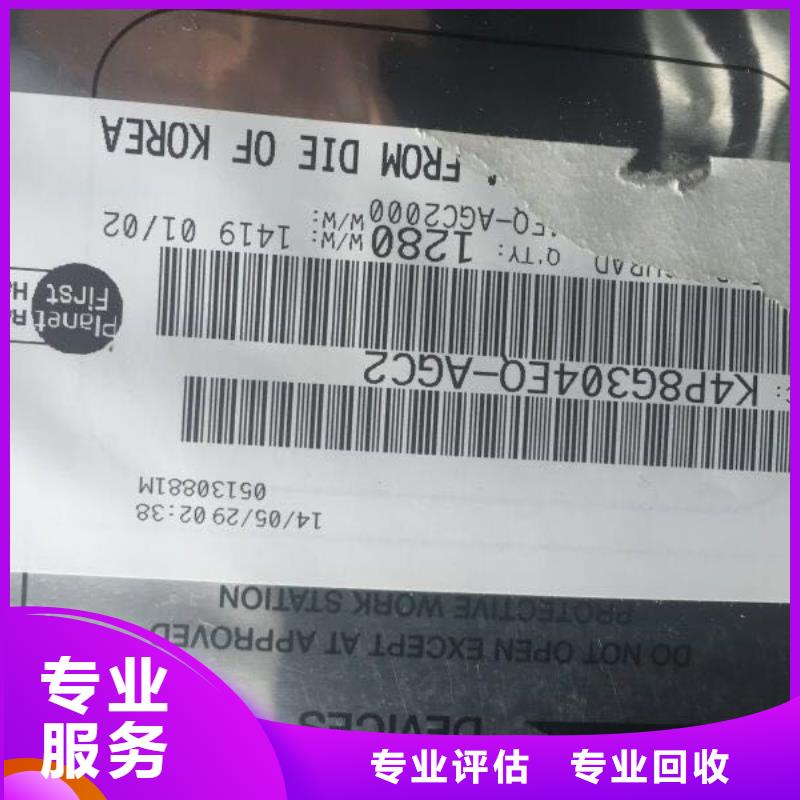 DEVICES
DO NOT OPEN EXCEPT AT APPROVED
PROTECTIVE WORK STATION
14/05/29 02:38
05130881M
K4P8G304EQ-AGC2
Q'TY: 1280 W/W: 1419 01/02
EQ-AGC2000 W/W:
FROM DIE OF KOREA
Planet
First
专业
服务
专业评估 专业回收